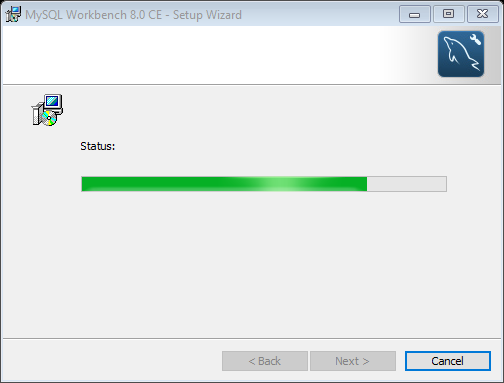 MySQL Workbench 8.0 CE - Setup Wizard
Status:
< Back
Next >
Cancel